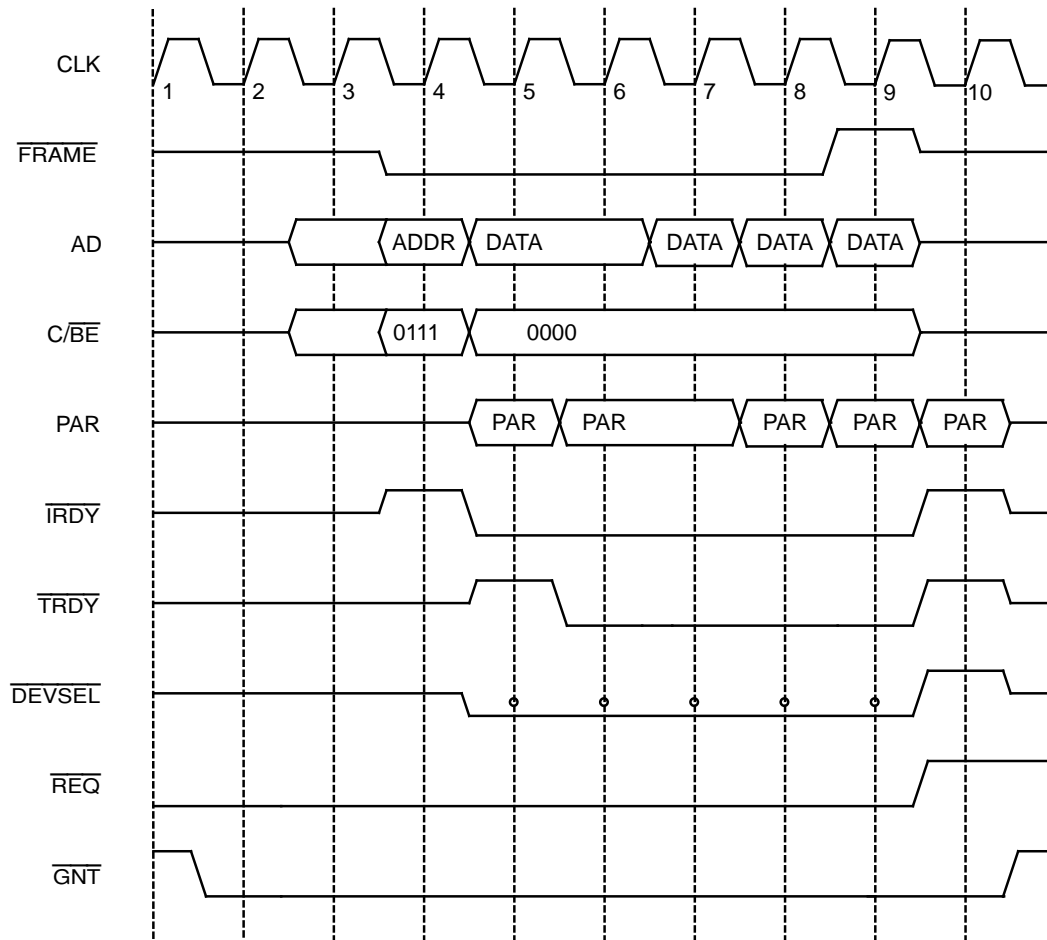 CLK
1 2 3 4 5 6 7 8 9 10
FRAME
AD
ADDR DATA DATA DATA DATA
C/BE
0111 0000
PAR
PAR PAR PAR PAR PAR
IRDY
TRDY
DEVSEL
REQ
GNT